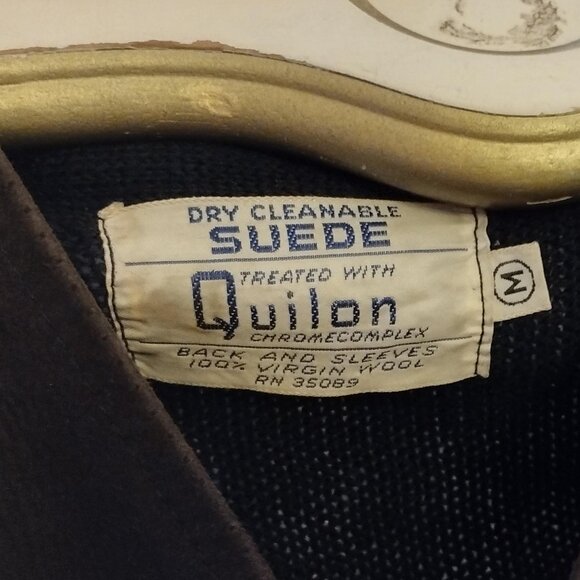 DRY CLEANABLE
SUEDE
TREATED WITH
Quilon
CHROMECOMPLEX
BACK AND SLEEVES
100% VIRGIN WOOL
RN 35089
M